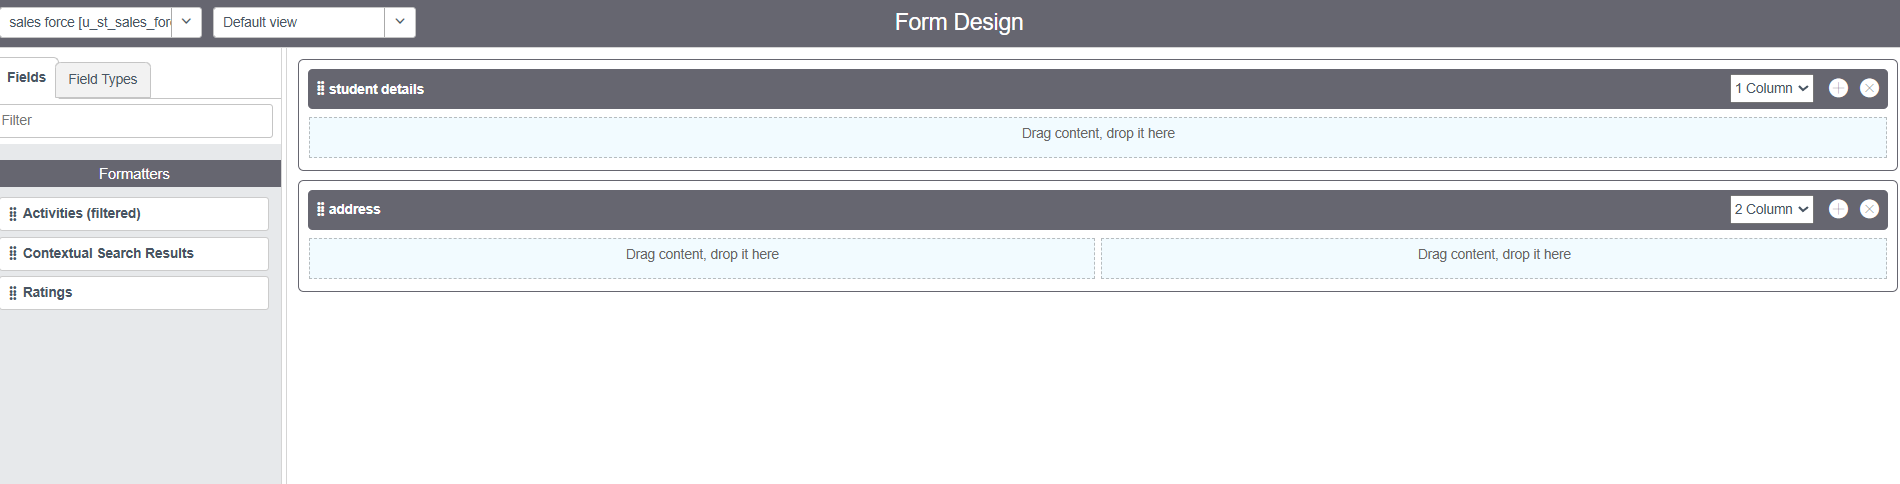 sales force [u_st_sales_for
Default view
Form Design
Fields
Field Types
Filter
Formatters
Activities (filtered)
Contextual Search Results
Ratings
student details
1 Column
Drag content, drop it here
address
2 Column
Drag content, drop it here
Drag content, drop it here